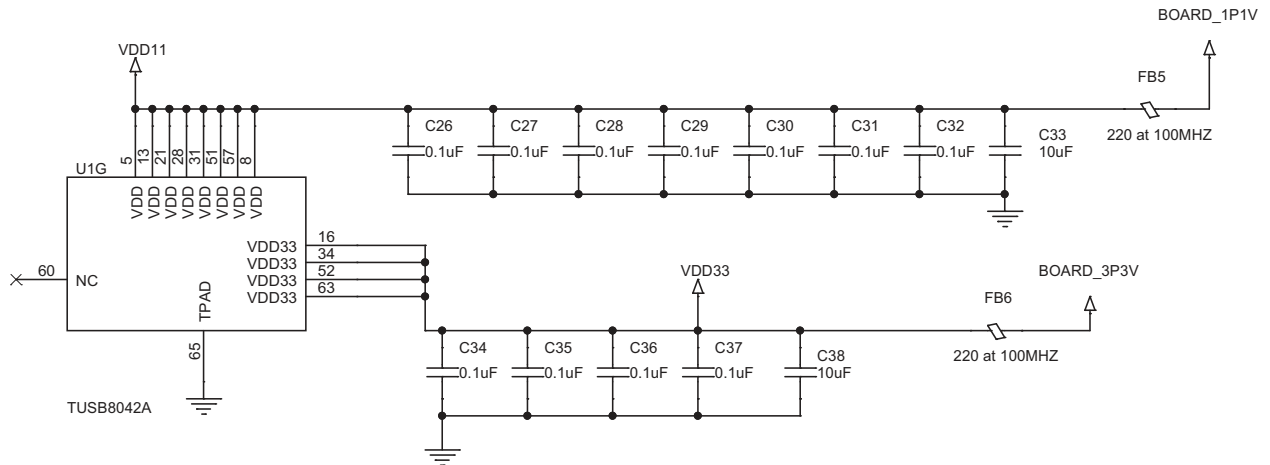 BOARD_1P1V
VDD11
FB5
220 at 100MHZ
C26
0.1uF
C27
0.1uF
C28
0.1uF
C29
0.1uF
C30
0.1uF
C31
0.1uF
C32
0.1uF
C33
10uF
5
13
21
28
31
51
57
8
U1G
VDD
VDD
VDD
VDD
VDD
VDD
VDD
VDD
VDD33
16
VDD33
34
VDD33
52
VDD33
63
60
NC
TPAD
65
TUSB8042A
VDD33
BOARD_3P3V
FB6
220 at 100MHZ
C34
0.1uF
C35
0.1uF
C36
0.1uF
C37
0.1uF
C38
10uF